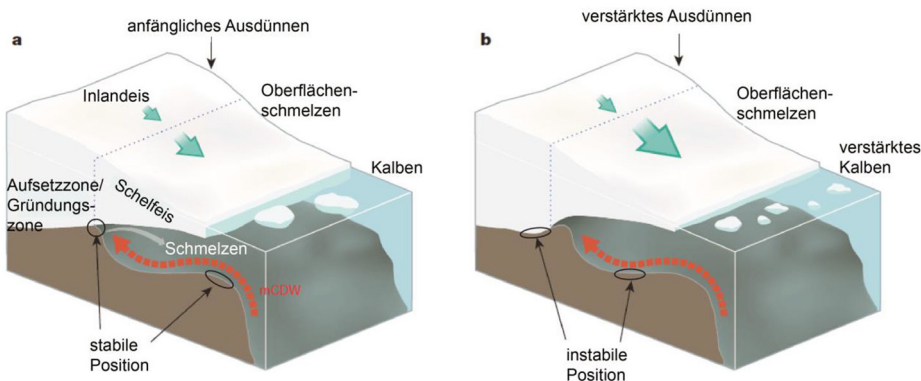 a
anfängliches Ausdünnen
Inlandeis
Oberflächen-
schmelzen
Kalben
Aufsetzzone/
Gründungs-
zone
Schelfeis
Schmelzen
mCDW
stabile
Position
b
verstärktes Ausdünnen
Oberflächen-
schmelzen
verstärktes
Kalben
instabile
Position